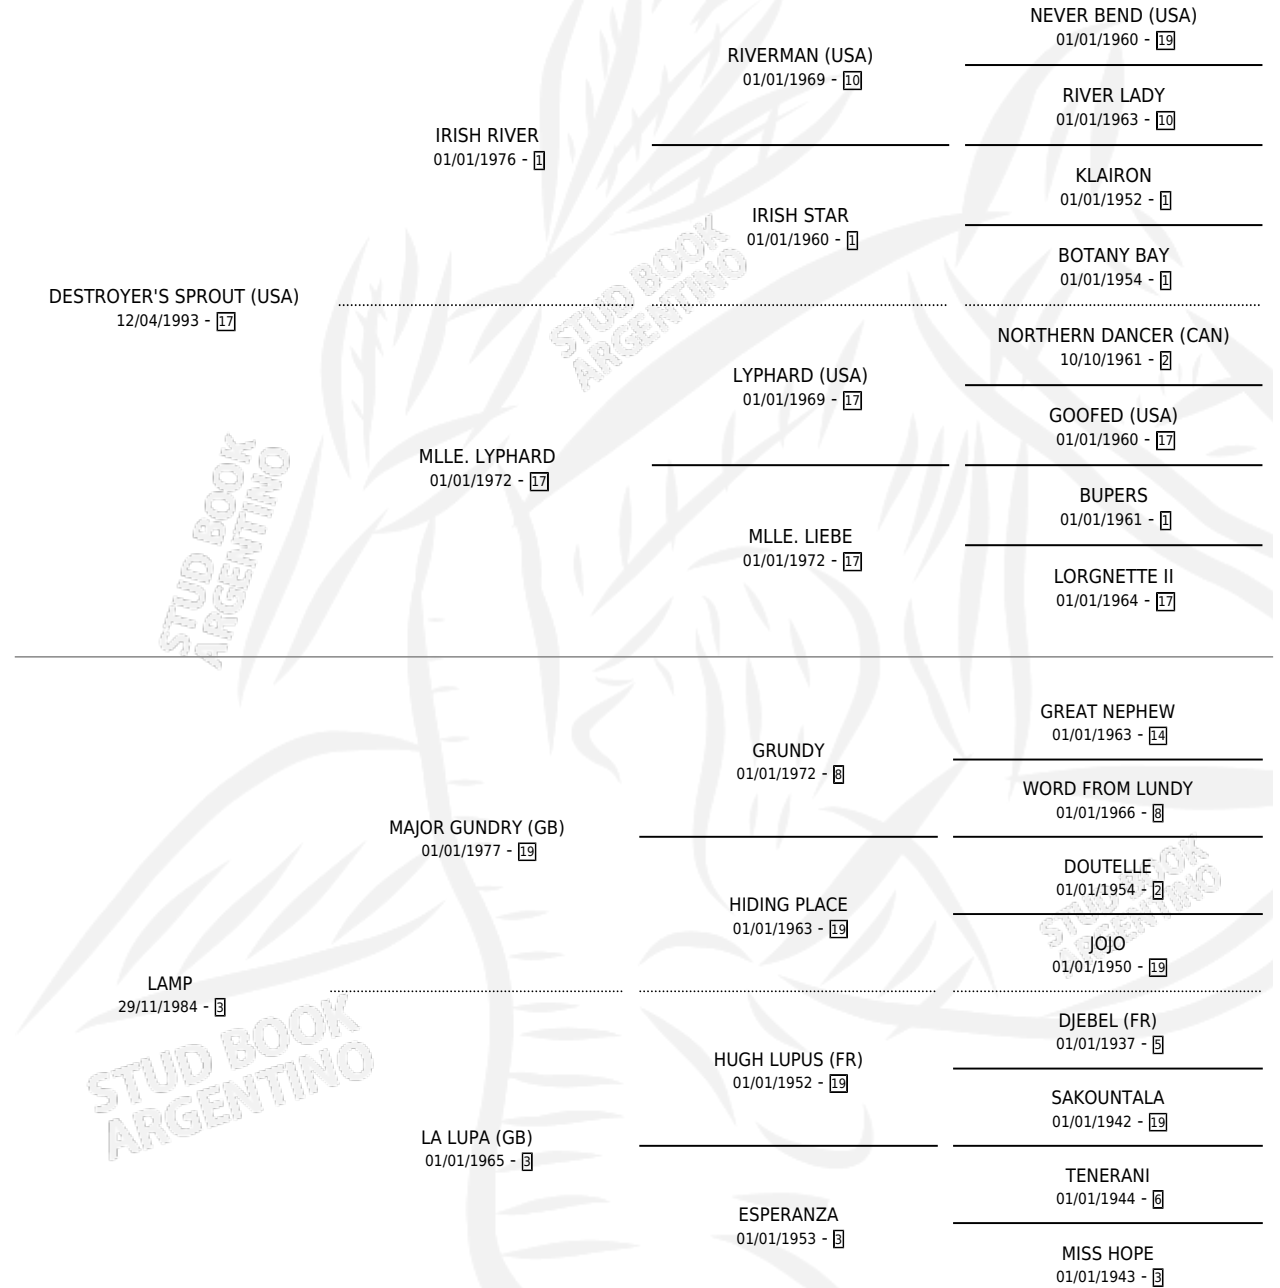 NEVER BEND (USA)
01/01/1960 - 19
RIVERMAN (USA)
01/01/1969 - 10
RIVER LADY
01/01/1963 - 10
IRISH RIVER
01/01/1976 - 1
KLAIRON
01/01/1952 - 1
IRISH STAR
01/01/1960 - 1
BOTANY BAY
01/01/1954 - 1
DESTROYER'S SPROUT (USA)
12/04/1993 - 17
NORTHERN DANCER (CAN)
10/10/1961 - 2
LYPHARD (USA)
01/01/1969 - 17
GOOFED (USA)
01/01/1960 - 17
MLLE. LYPHARD
01/01/1972 - 17
BUPERS
01/01/1961 - 1
MLLE. LIEBE
01/01/1972 - 17
LORGNETTE II
01/01/1964 - 17
GREAT NEPHEW
01/01/1963 - 14
GRUNDY
01/01/1972 - 8
WORD FROM LUNDY
01/01/1966 - 8
MAJOR GUNDRY (GB)
01/01/1977 - 19
DOUTELLE
01/01/1954 - 2
HIDING PLACE
01/01/1963 - 19
JOJO
01/01/1950 - 19
LAMP
29/11/1984 - 3
DJEBEL (FR)
01/01/1937 - 5
HUGH LUPUS (FR)
01/01/1952 - 19
SAKOUNTALA
01/01/1942 - 19
LA LUPA (GB)
01/01/1965 - 3
TENERANI
01/01/1944 - 6
ESPERANZA
01/01/1953 - 3
MISS HOPE
01/01/1943 - 3
STUD BOOK
ARGENTINO
STUD BOOK
ARGENTINO
STUD BOOK
ARGENTINO
STUD BOOK
ARGENTINO